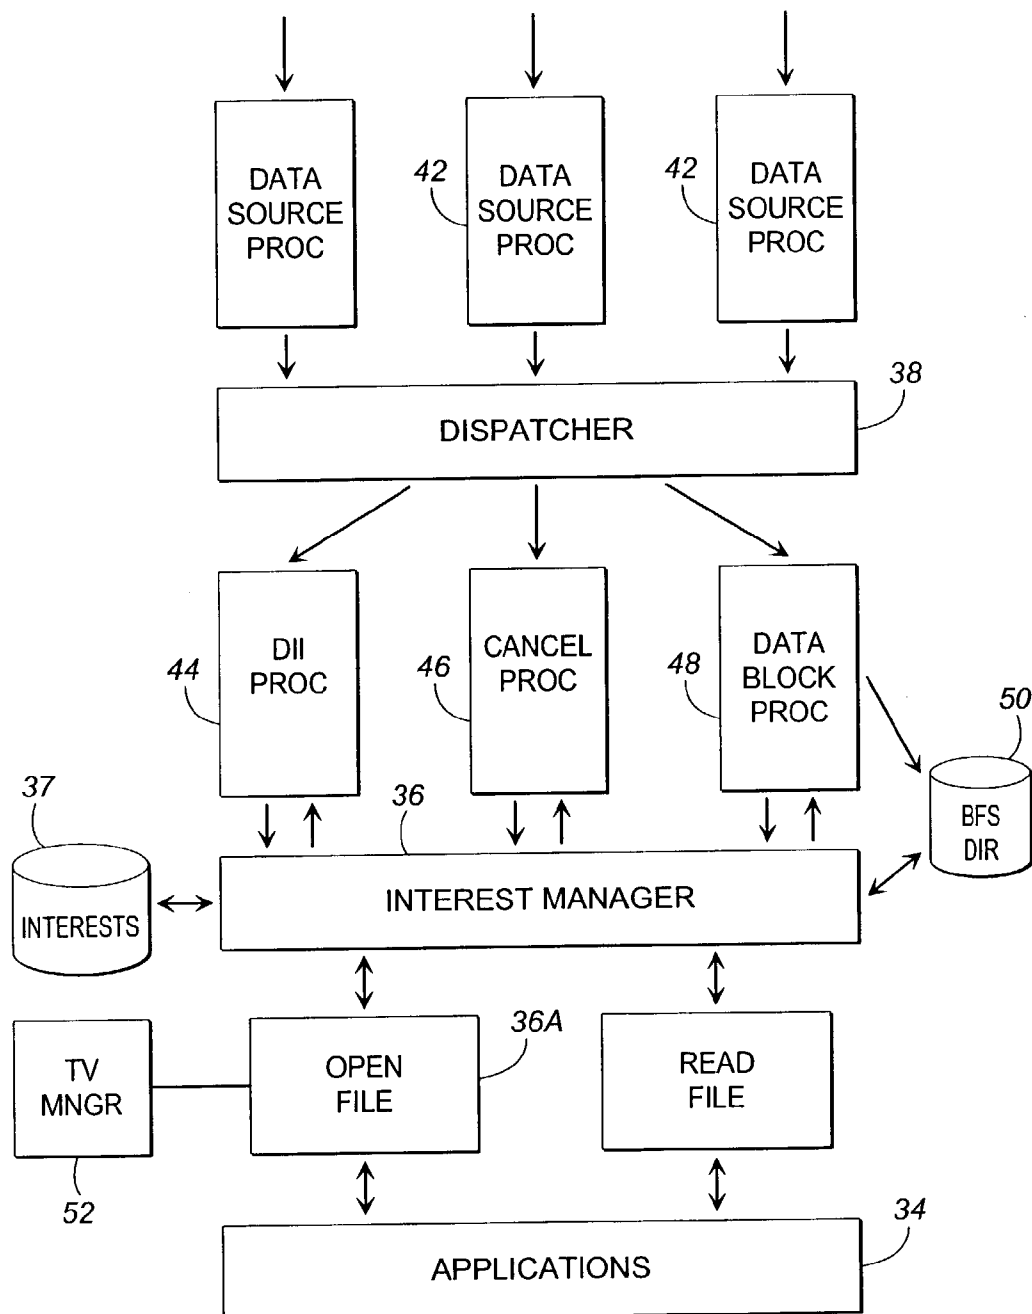 DATA
SOURCE
PROC
42
DATA
SOURCE
PROC
42
DATA
SOURCE
PROC
38
DISPATCHER
44
DII
PROC
46
CANCEL
PROC
48
DATA
BLOCK
PROC
50
BFS
DIR
37
INTERESTS
36
INTEREST MANAGER
TV
MNGR
52
36A
OPEN
FILE
READ
FILE
34
APPLICATIONS